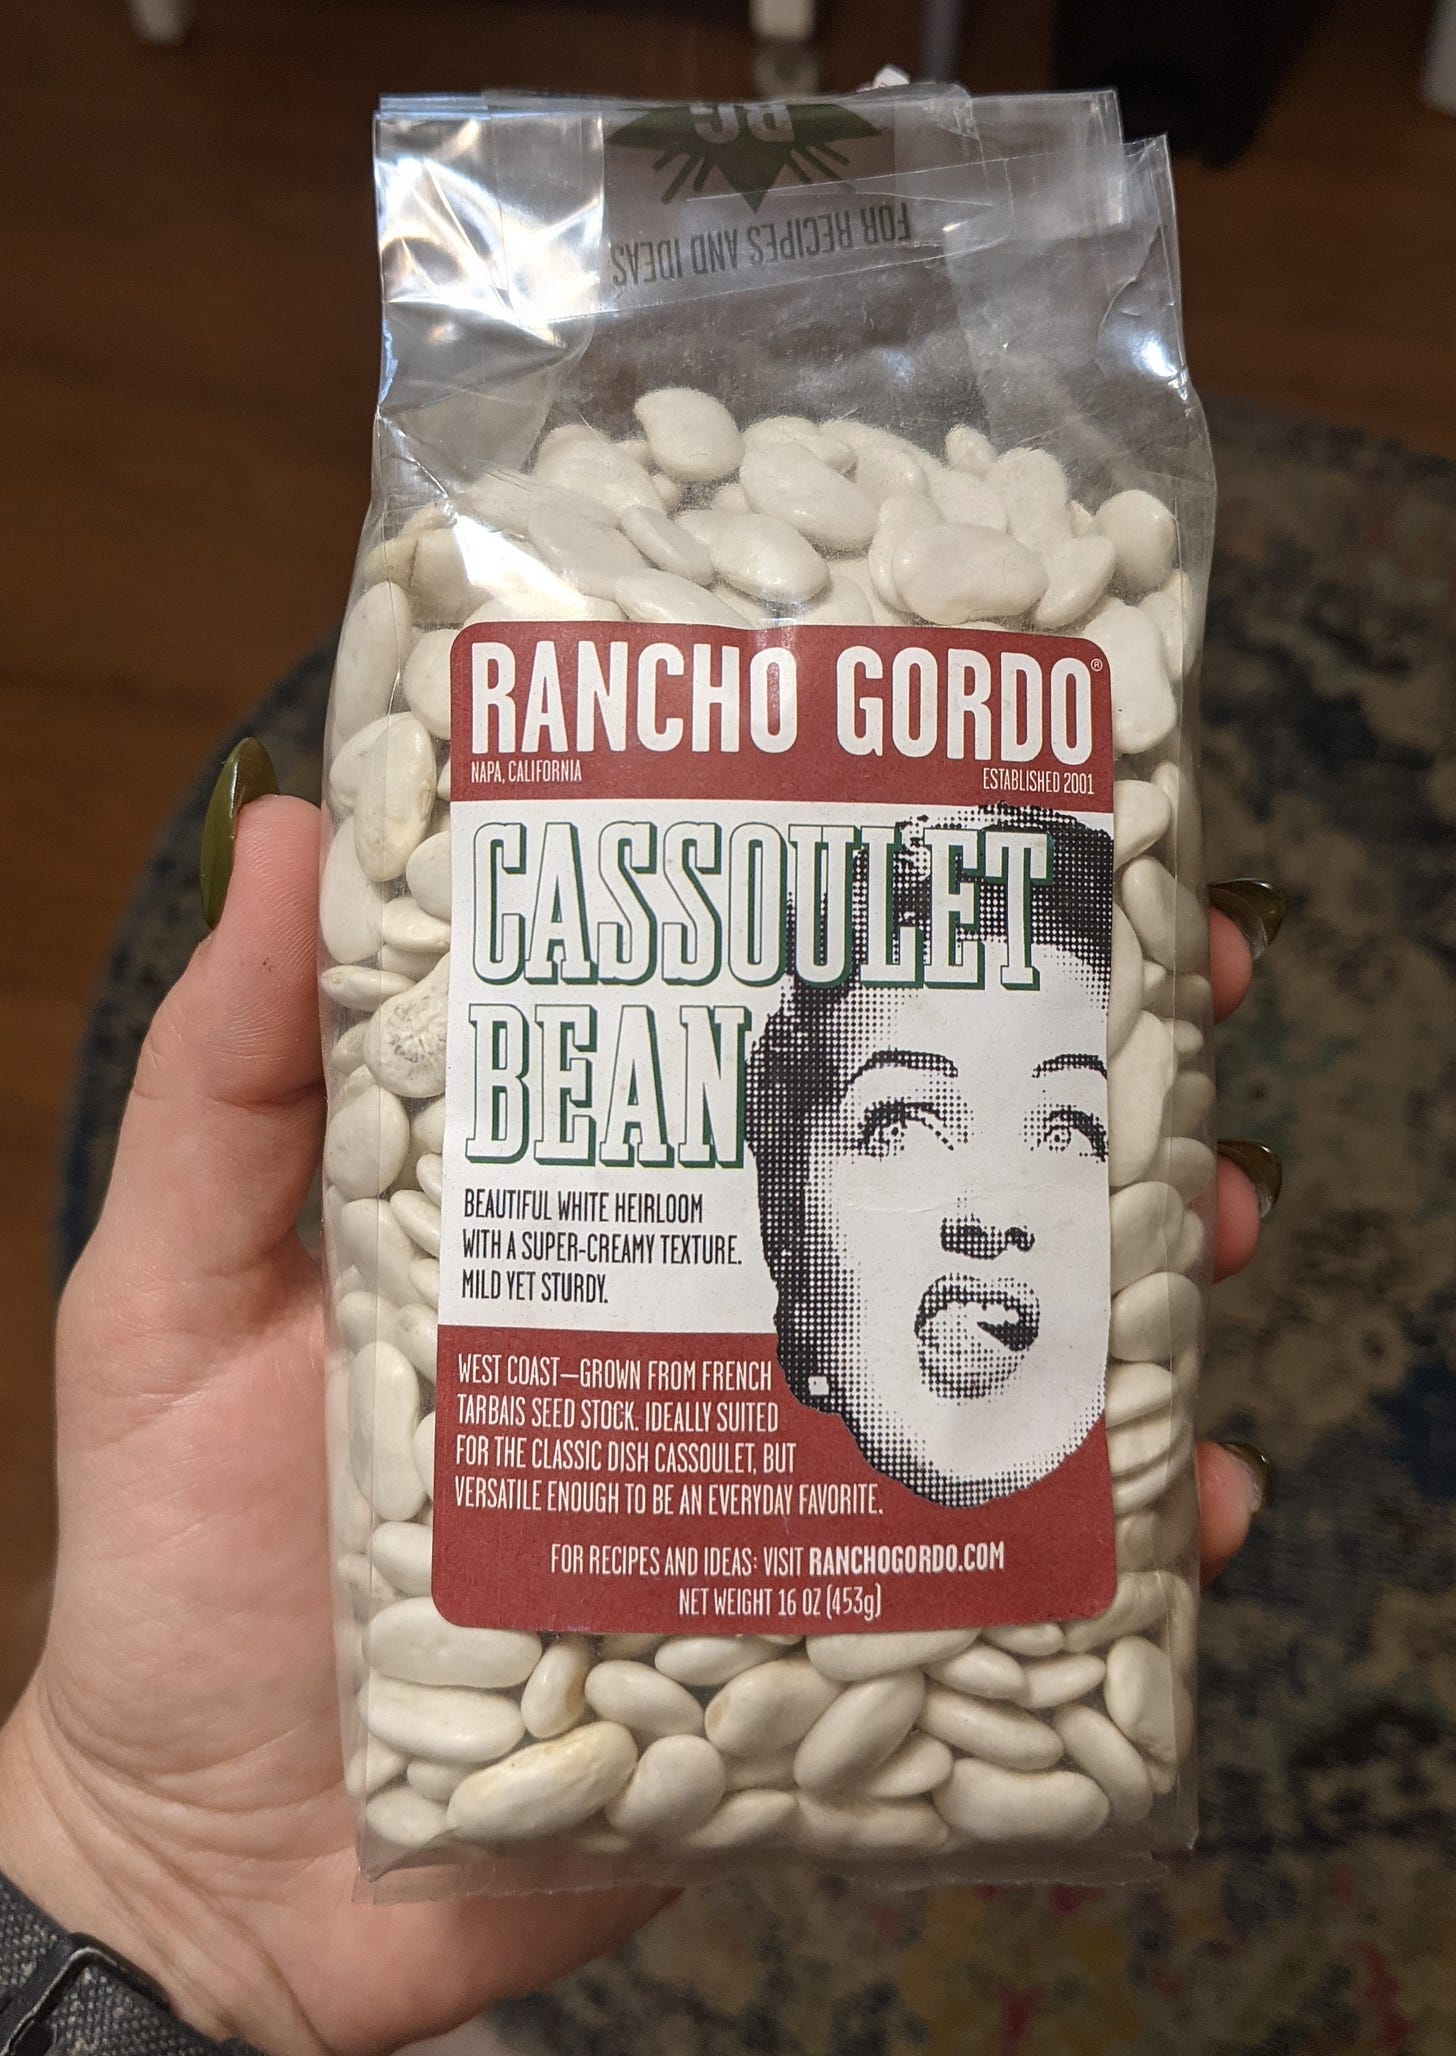 RG
FOR RECIPES AND IDEAS
RANCHO GORDO®
NAPA, CALIFORNIA
ESTABLISHED 2001
CASSOULET
BEAN
BEAUTIFUL WHITE HEIRLOOM
WITH A SUPER-CREAMY TEXTURE.
MILD YET STURDY.
WEST COAST—GROWN FROM FRENCH
TARBAIS SEED STOCK. IDEALLY SUITED
FOR THE CLASSIC DISH CASSOULET, BUT
VERSATILE ENOUGH TO BE AN EVERYDAY FAVORITE.
FOR RECIPES AND IDEAS: VISIT RANCHOGORDO.COM
NET WEIGHT 16 OZ (453g)